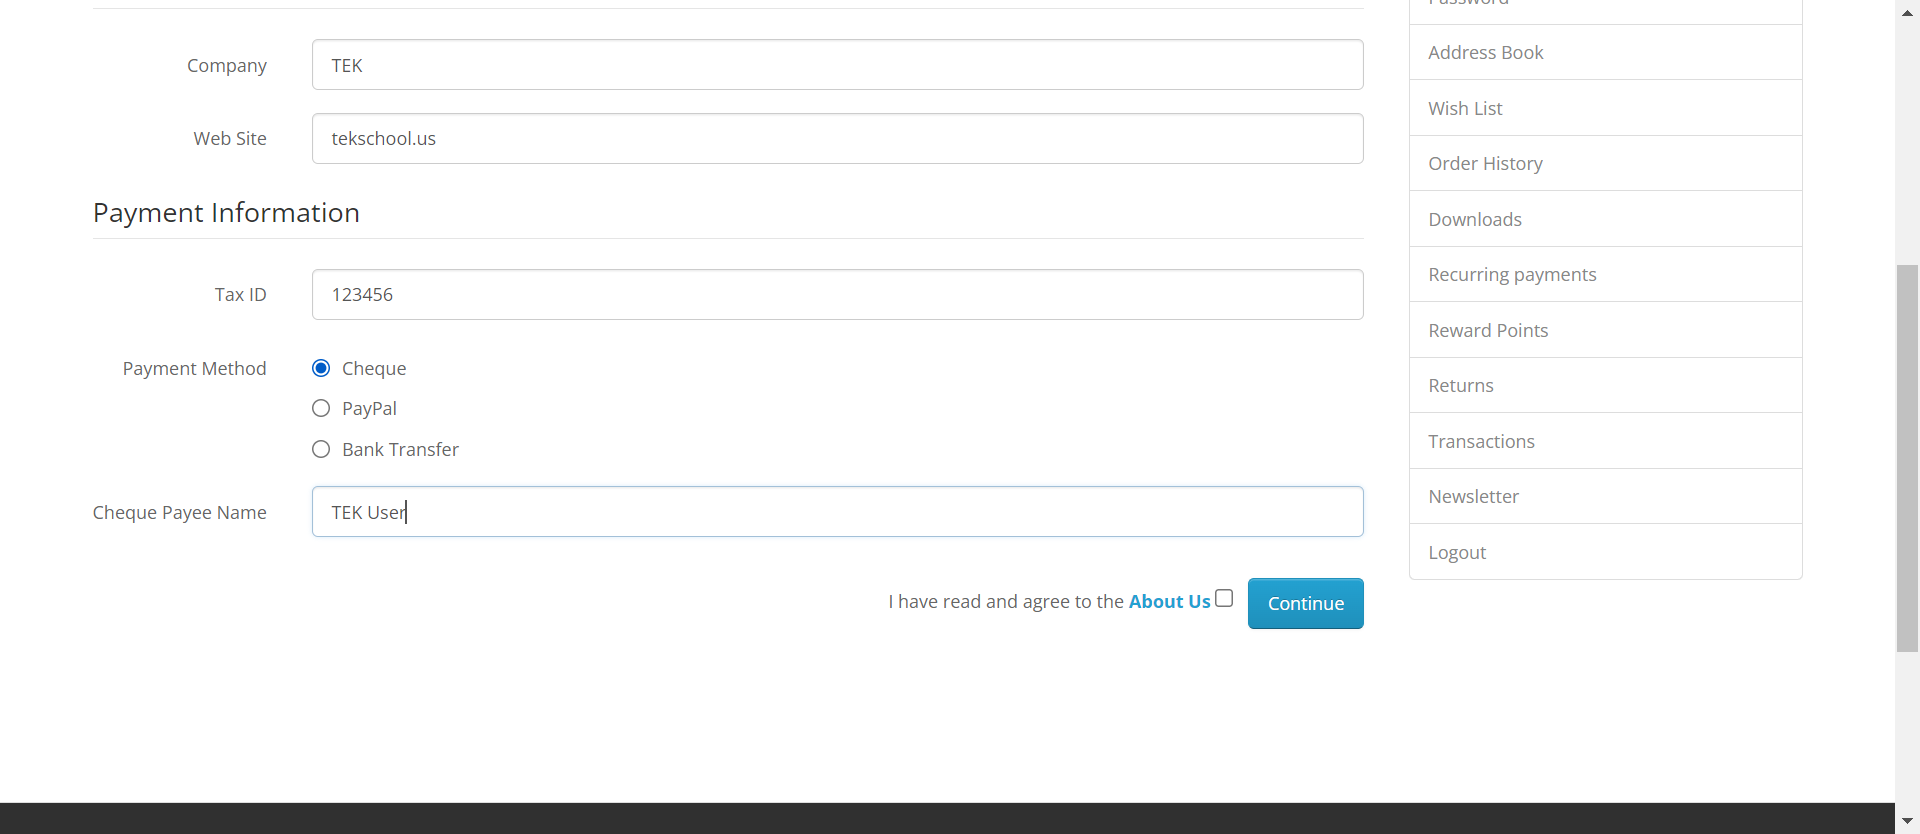 Company
TEK
Web Site
tekschool.us
Payment Information
Tax ID
123456
Payment Method
Cheque
PayPal
Bank Transfer
Cheque Payee Name
TEK User
I have read and agree to the About Us
Continue
Password
Address Book
Wish List
Order History
Downloads
Recurring payments
Reward Points
Returns
Transactions
Newsletter
Logout